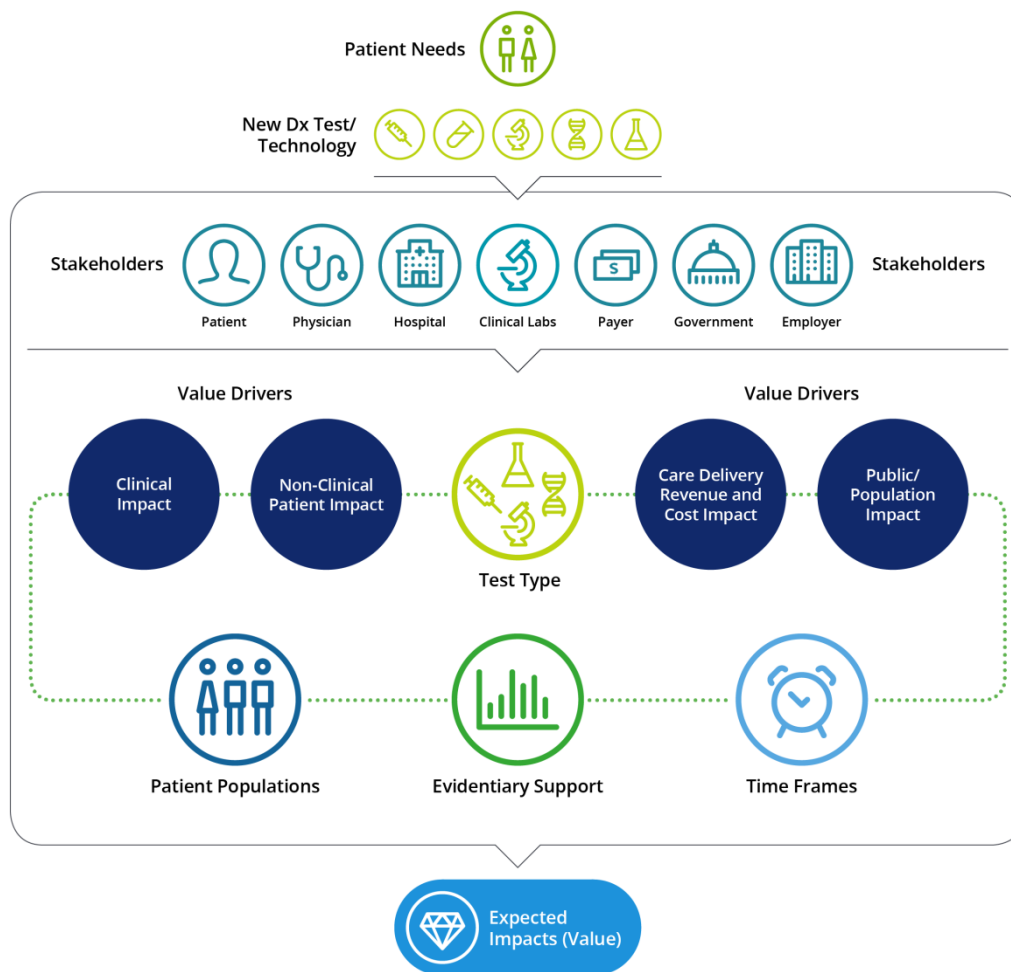 Patient Needs
New Dx Test/
Technology
Stakeholders
Stakeholders
S
Patient
Physician
Hospital
Clinical Labs
Payer
Government
Employer
Value Drivers
Value Drivers
Clinical
Impact
Non-Clinical
Patient Impact
Care Delivery
Revenue and
Cost Impact
Public/
Population
Impact
Test Type
Patient Populations
Evidentiary Support
Time Frames
Expected
Impacts (Value)